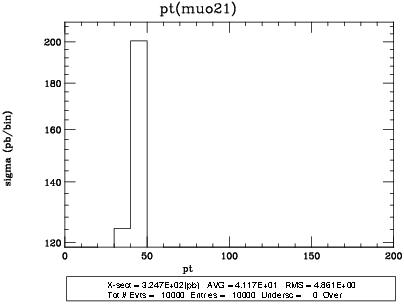 pt(muo21)
200
180
160
140
120
sigma (pb/bin)
0 50 100 150 200
pt
X-sect = 3.247E+02(pb) AVG = 4.117E+01 RMS = 4.861E+00
Tot # Evts = 10000 Entries = 10000 Undersc = 0 Over